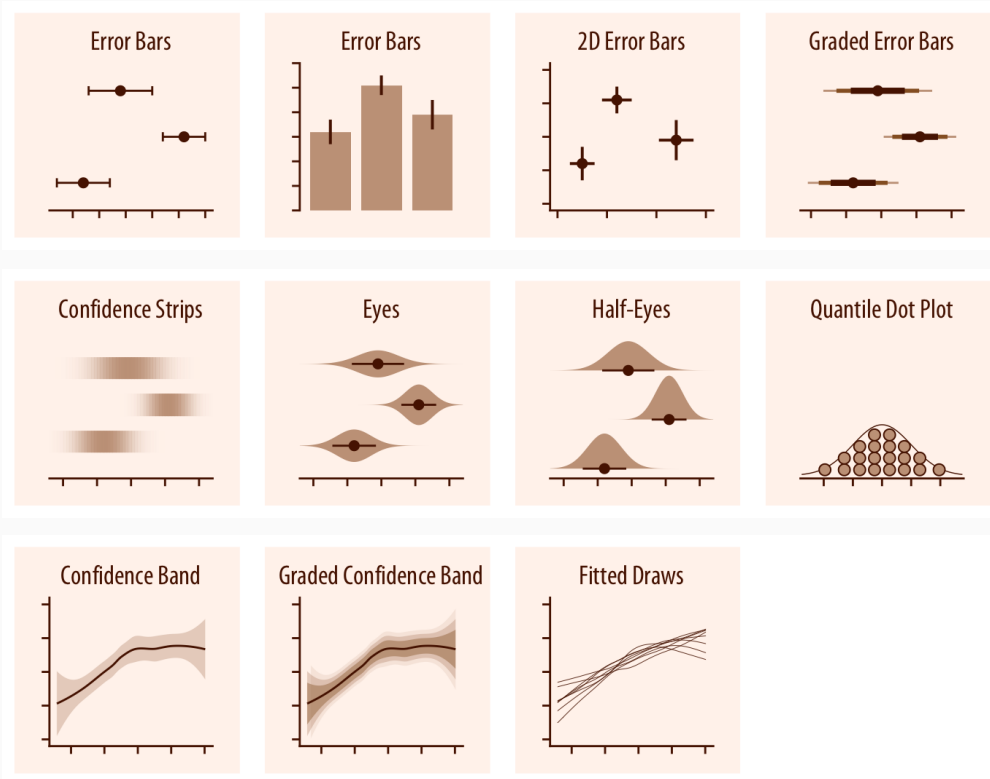 Error Bars
Error Bars
2D Error Bars
Graded Error Bars
Confidence Strips
Eyes
Half-Eyes
Quantile Dot Plot
Confidence Band
Graded Confidence Band
Fitted Draws